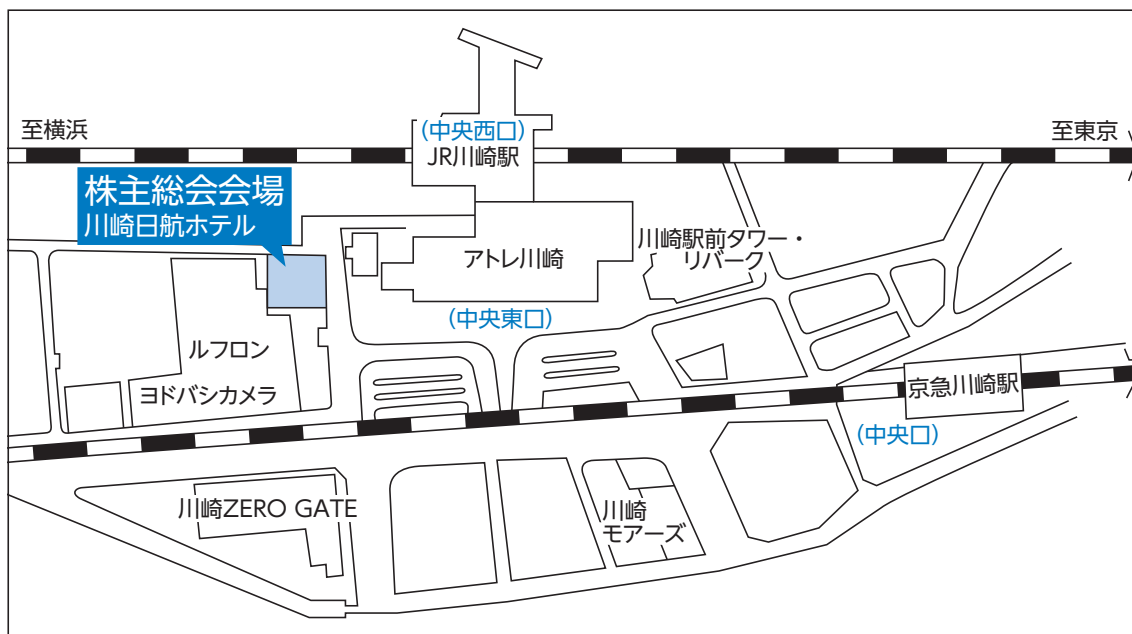 至横浜
(中央西口)
JR川崎駅
至東京
株主総会会場
川崎日航ホテル
アトレ川崎
川崎駅前タワー・
リバーク
(中央東口)
ルフロン
ヨドバシカメラ
京急川崎駅
(中央口)
川崎ZERO GATE
川崎
モアーズ